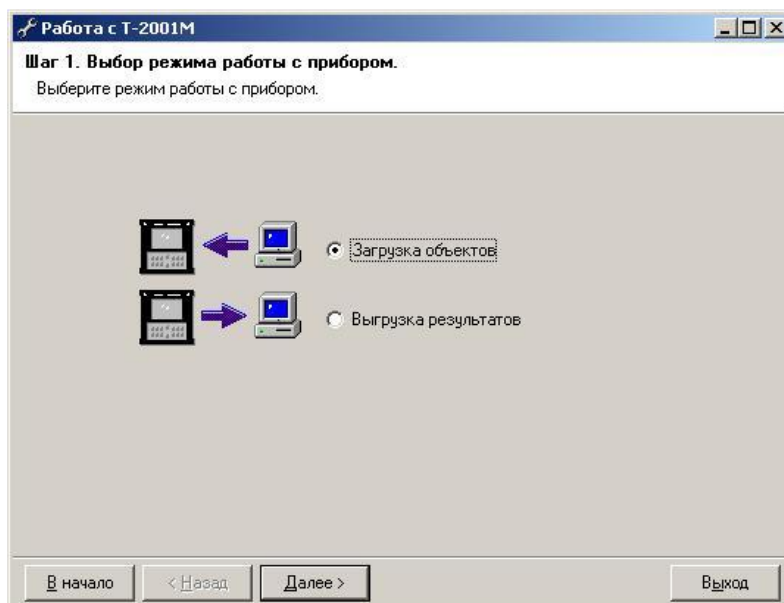 Работа с Т-2001М
Шаг 1. Выбор режима работы с прибором.
Выберите режим работы с прибором.
Загрузка объектов
Выгрузка результатов
В начало
< Назад
Далее >
Выход